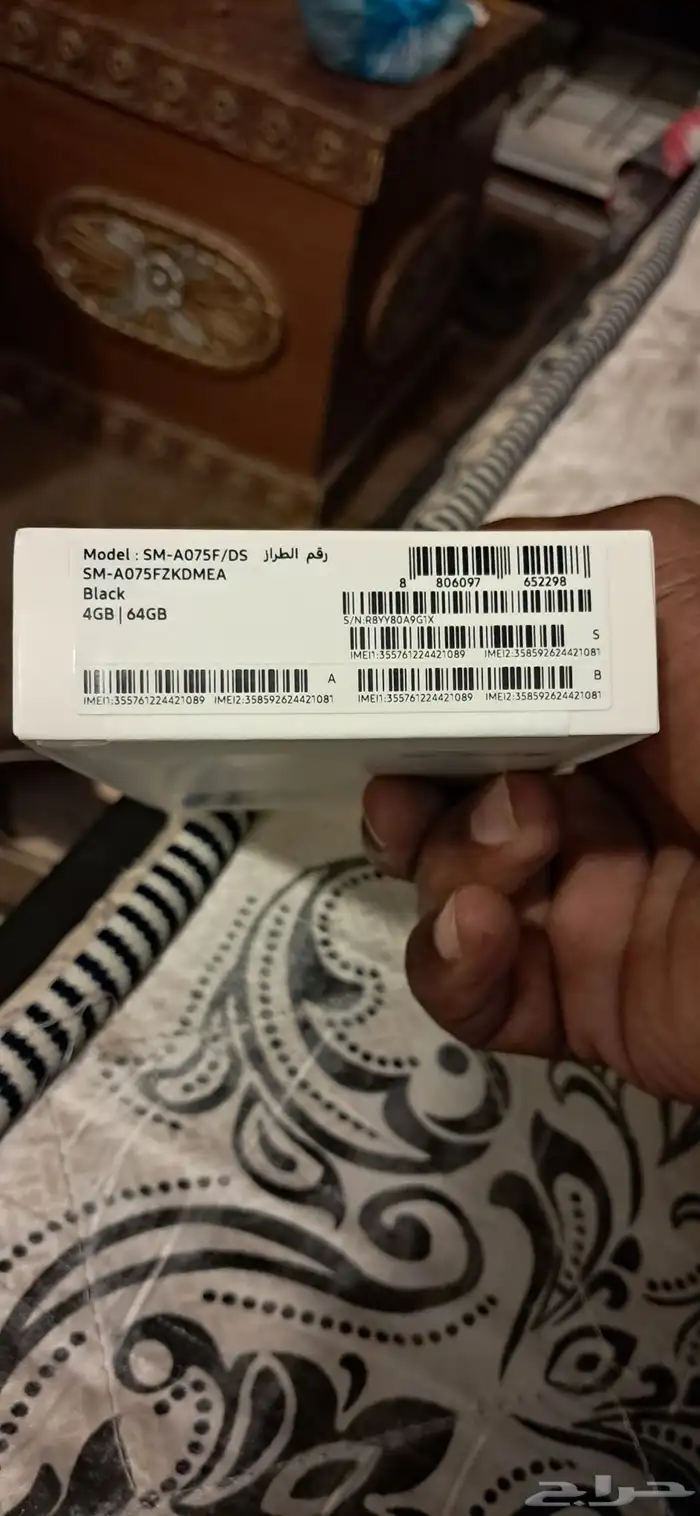 Model : SM-A075F/DS رقم الطراز
SM-A075FZKDMEA
Black
4GB | 64GB
8 806097 652298
S/N:R8YY80A9G1X
S
IMEI1:355761224421089 IMEI2:358592624421081
A
IMEI1:355761224421089 IMEI2:358592624421081
B
IMEI1:355761224421089 IMEI2:358592624421081
حراج